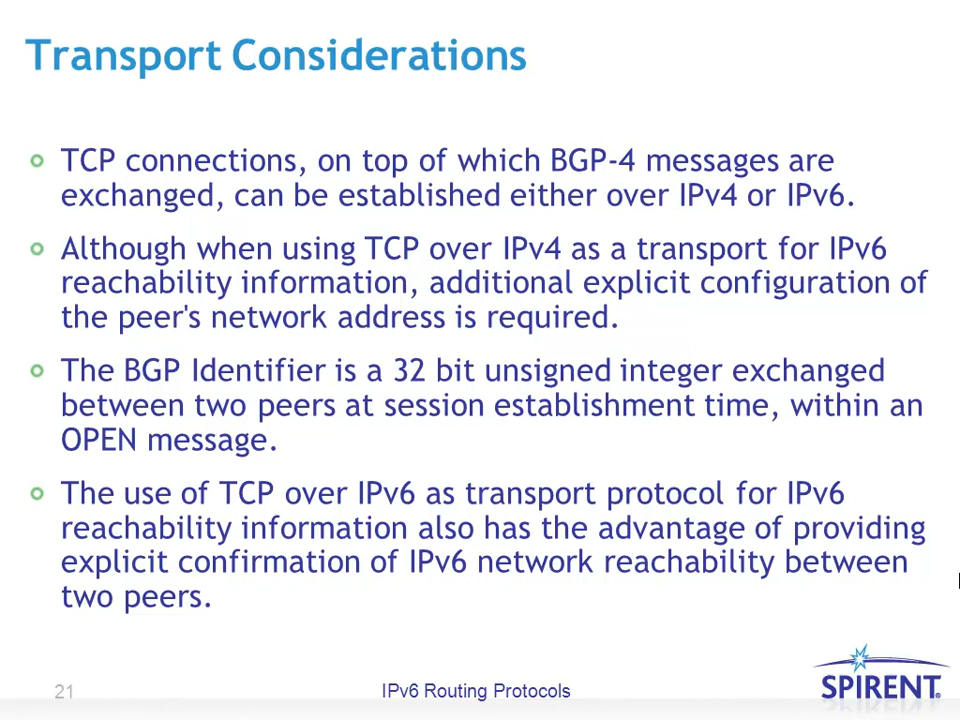 Transport Considerations
TCP connections, on top of which BGP-4 messages are
exchanged, can be established either over IPv4 or IPv6.
Although when using TCP over IPv4 as a transport for IPv6
reachability information, additional explicit configuration of
the peer's network address is required.
The BGP Identifier is a 32 bit unsigned integer exchanged
between two peers at session establishment time, within an
OPEN message.
The use of TCP over IPv6 as transport protocol for IPv6
reachability information also has the advantage of providing
explicit confirmation of IPv6 network reachability between
two peers.
21
IPv6 Routing Protocols
SPIRENT®